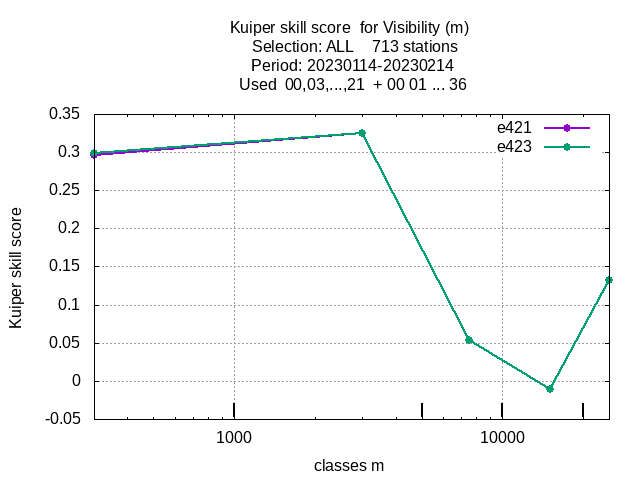 Kuiper skill score  for Visibility (m)
Selection: ALL    713 stations
Period: 20230114-20230214
Used  00,03,...,21  + 00 01 ... 36
0.35
0.3
0.25
0.2
0.15
0.1
0.05
0
-0.05
Kuiper skill score
e421
e423
1000
10000
classes m